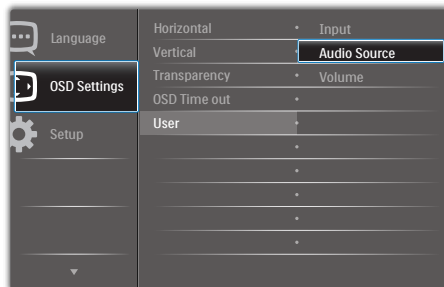 Language
OSD Settings
Setup
Horizontal
Vertical
Transparency
OSD Time out
User
Input
Audio Source
Volume